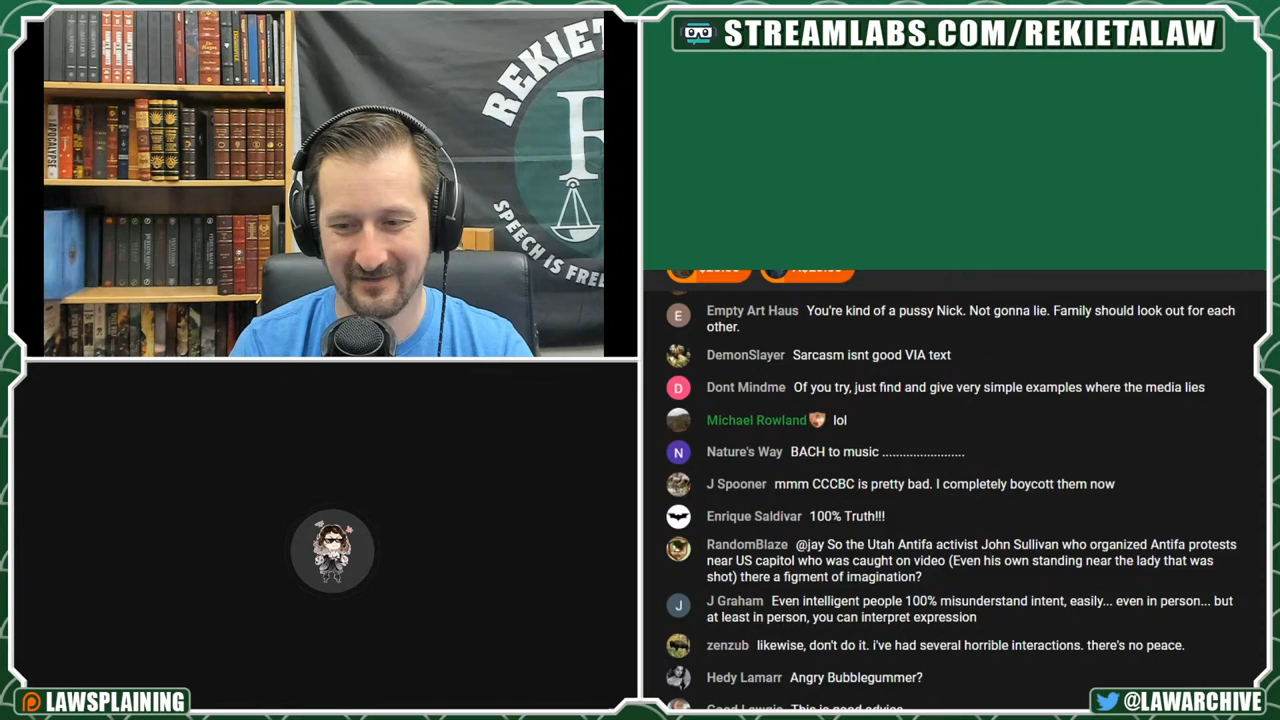 STREAMLABS.COM/REKIETALAW
REKIET
R
SPEECH IS FREE
APOCALYPSE
Empty Art Haus You're kind of a pussy Nick. Not gonna lie. Family should look out for each
other.
DemonSlayer Sarcasm isnt good VIA text
D Dont Mindme Of you try, just find and give very simple examples where the media lies
Michael Rowland lol
N Nature's Way BACH to music ........................
J Spooner mmm CCCBC is pretty bad. I completely boycott them now
Enrique Saldivar 100% Truth!!!
RandomBlaze @jay So the Utah Antifa activist John Sullivan who organized Antifa protests
near US capitol who was caught on video (Even his own standing near the lady that was
shot) there a figment of imagination?
J J Graham Even intelligent people 100% misunderstand intent, easily... even in person... but
at least in person, you can interpret expression
zenzub likewise, don't do it. i've had several horrible interactions. there's no peace.
Hedy Lamarr Angry Bubblegummer?
This is good advice
LAWSPLAINING
@LAWARCHIVE